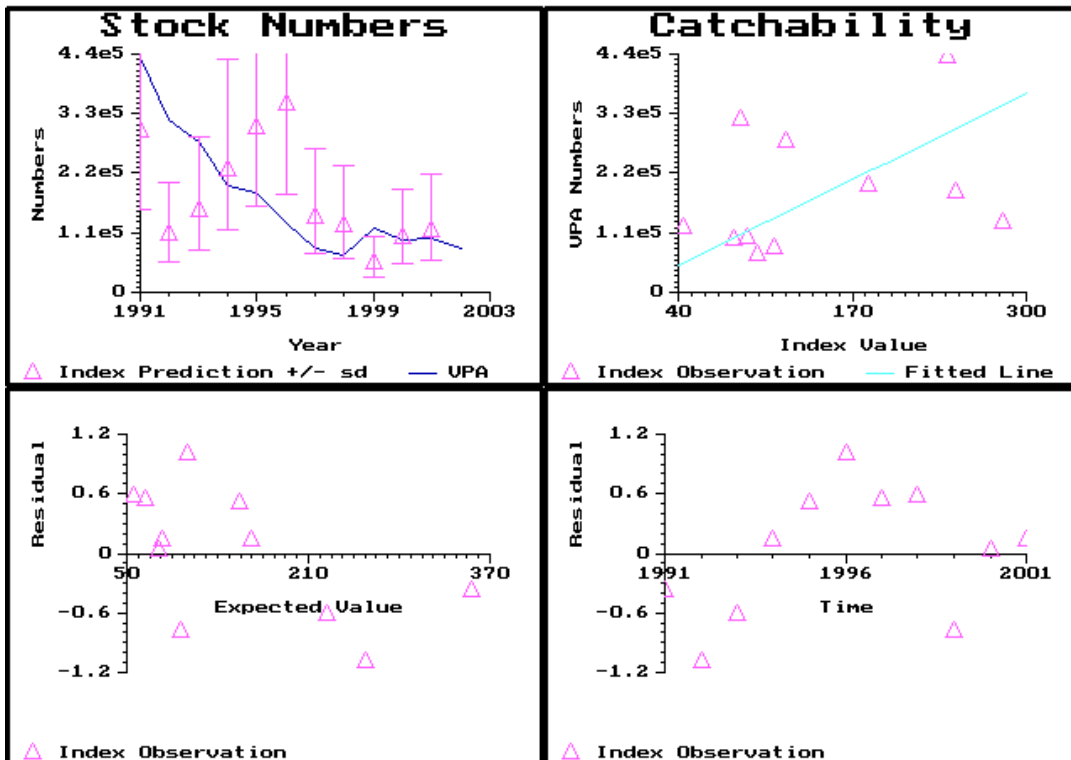 Stock Numbers
4.4e5
3.3e5
2.2e5
1.1e5
0
Numbers
1991 1995 1999 2003
Year
Index Prediction +/- sd VPA
Catchability
4.4e5
3.3e5
2.2e5
1.1e5
0
VPA Numbers
40 170 300
Index Value
Index Observation Fitted Line
1.2
0.6
0
-0.6
-1.2
Residual
50 210 370
Expected Value
Index Observation
1.2
0.6
0
-0.6
-1.2
Residual
1991 1996 2001
Time
Index Observation